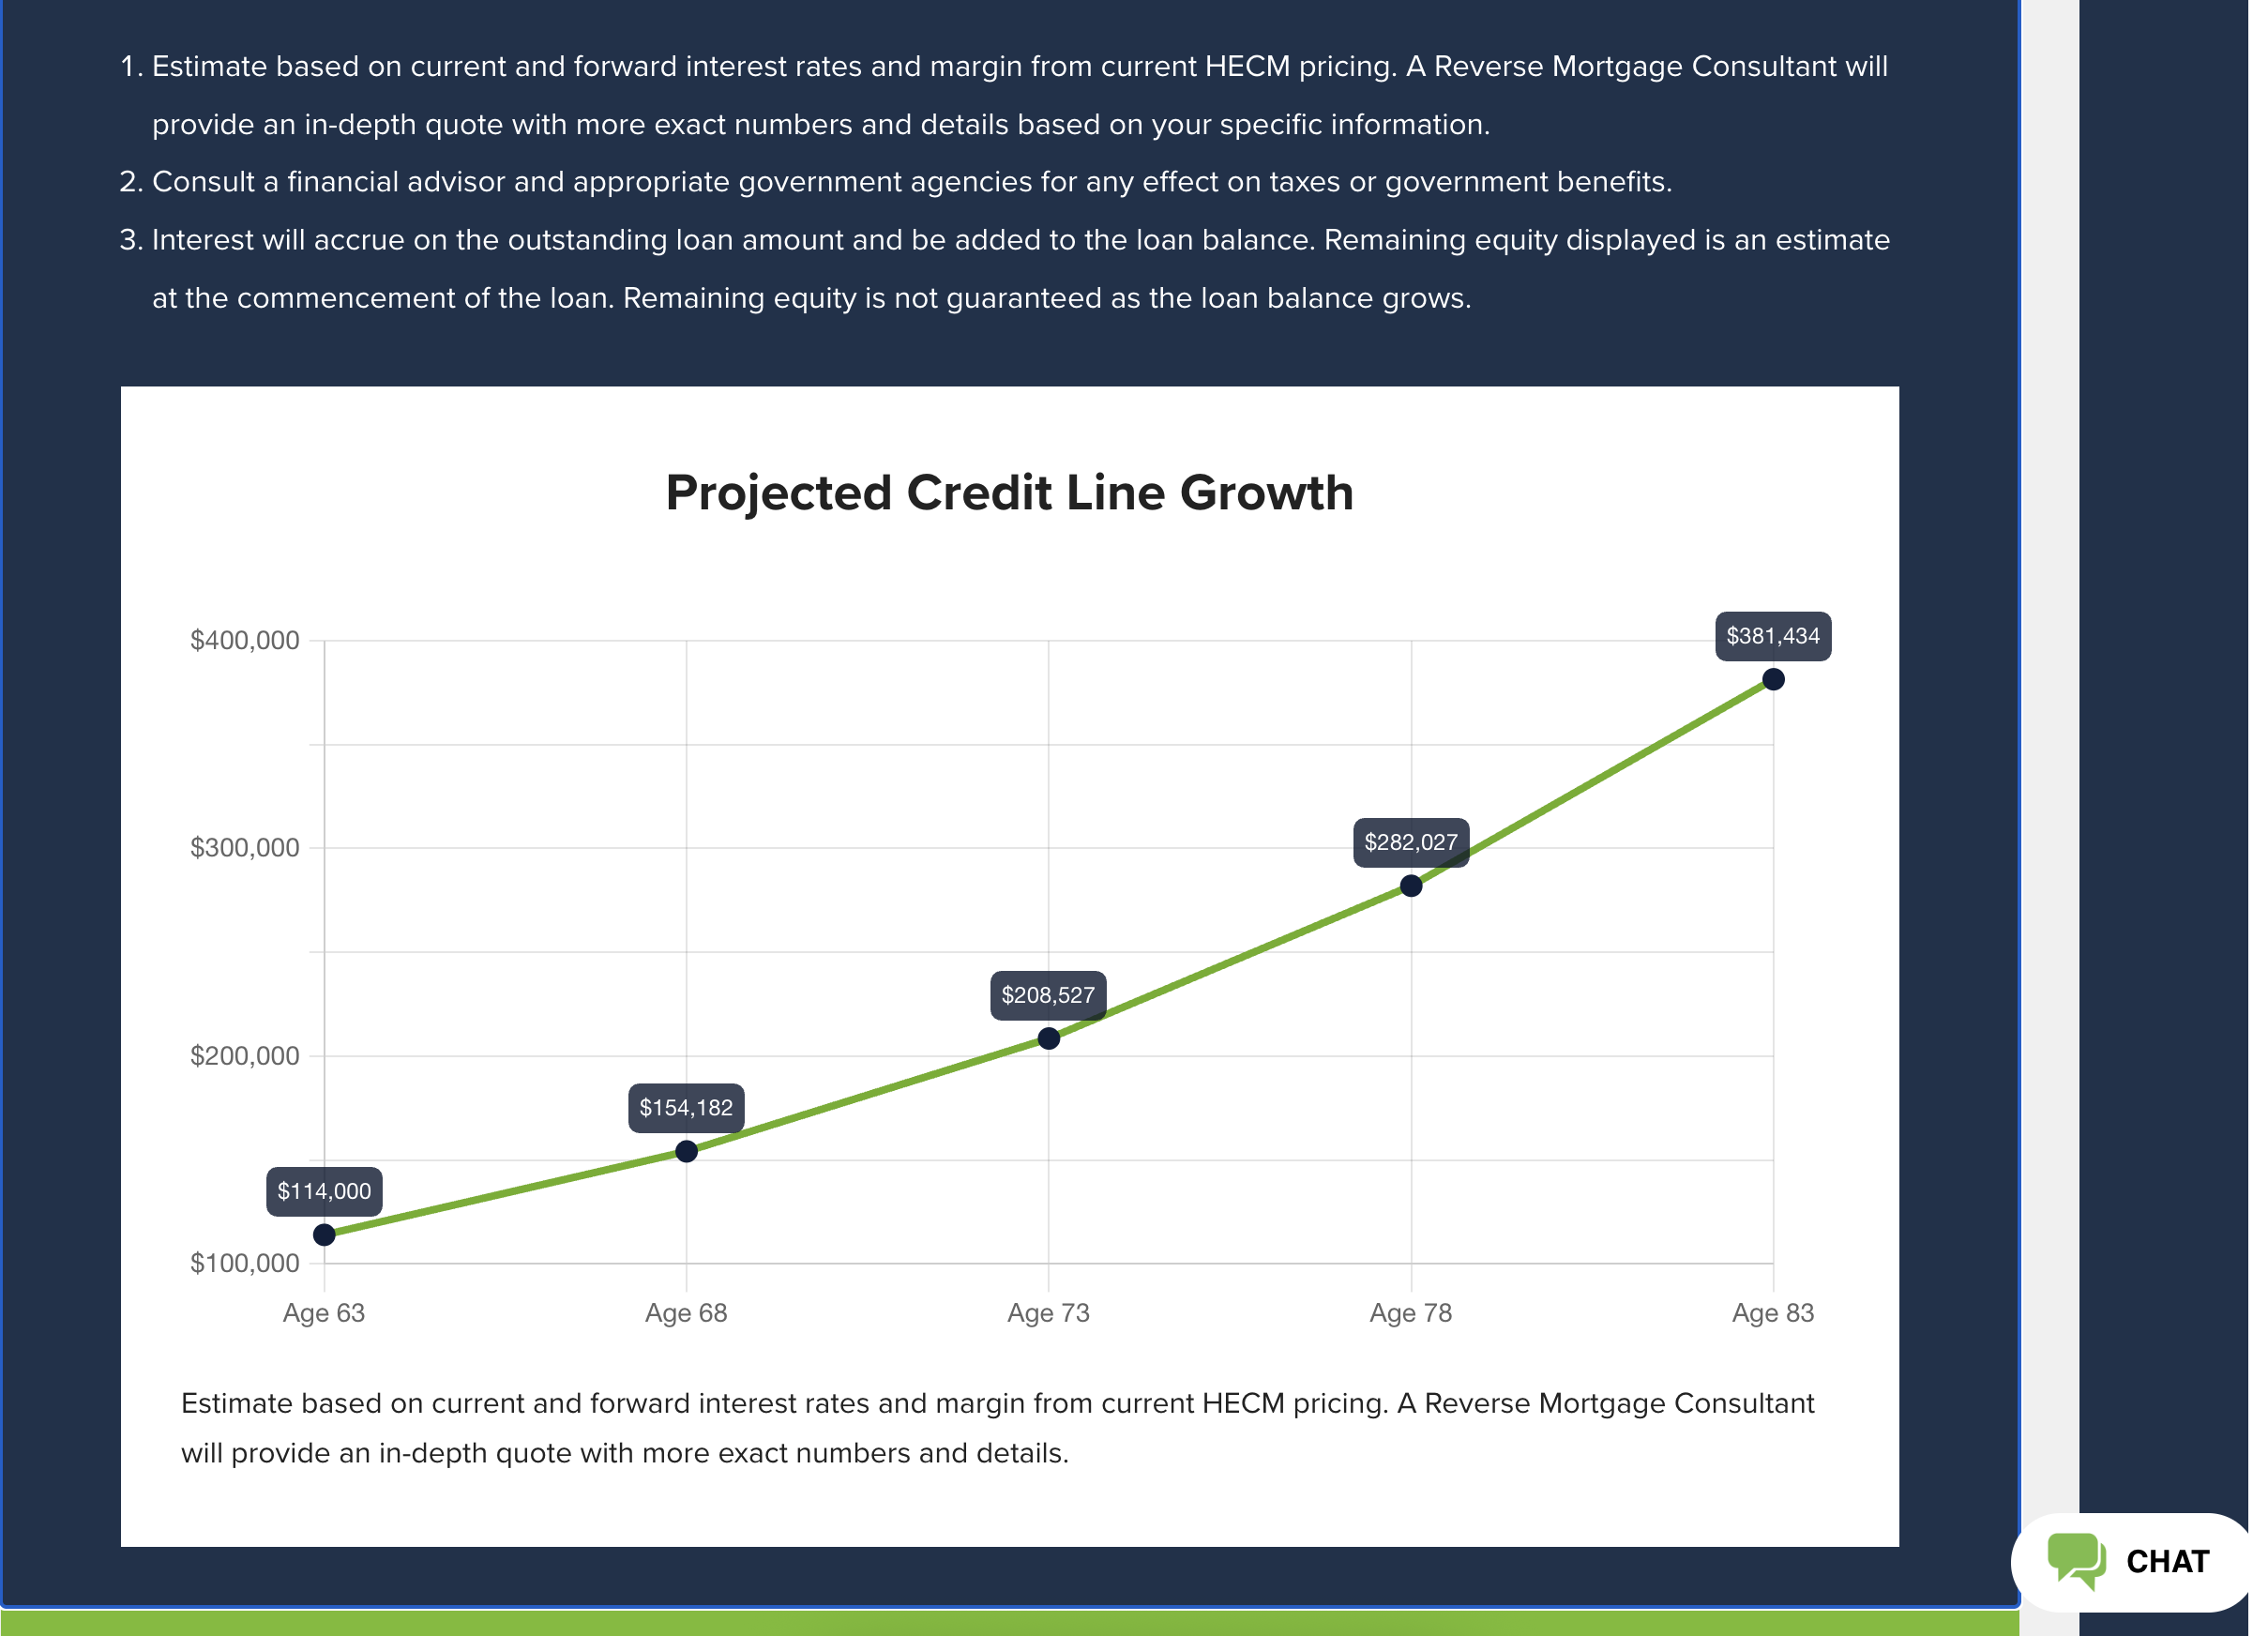 1. Estimate based on current and forward interest rates and margin from current HECM pricing. A Reverse Mortgage Consultant will
provide an in-depth quote with more exact numbers and details based on your specific information.
2. Consult a financial advisor and appropriate government agencies for any effect on taxes or government benefits.
3. Interest will accrue on the outstanding loan amount and be added to the loan balance. Remaining equity displayed is an estimate
at the commencement of the loan. Remaining equity is not guaranteed as the loan balance grows.
Projected Credit Line Growth
$400,000
$381,434
$300,000
$282,027
$208,527
$200,000
$154,182
$114,000
$100,000
Age 63 Age 68 Age 73 Age 78 Age 83
Estimate based on current and forward interest rates and margin from current HECM pricing. A Reverse Mortgage Consultant
will provide an in-depth quote with more exact numbers and details.
CHAT